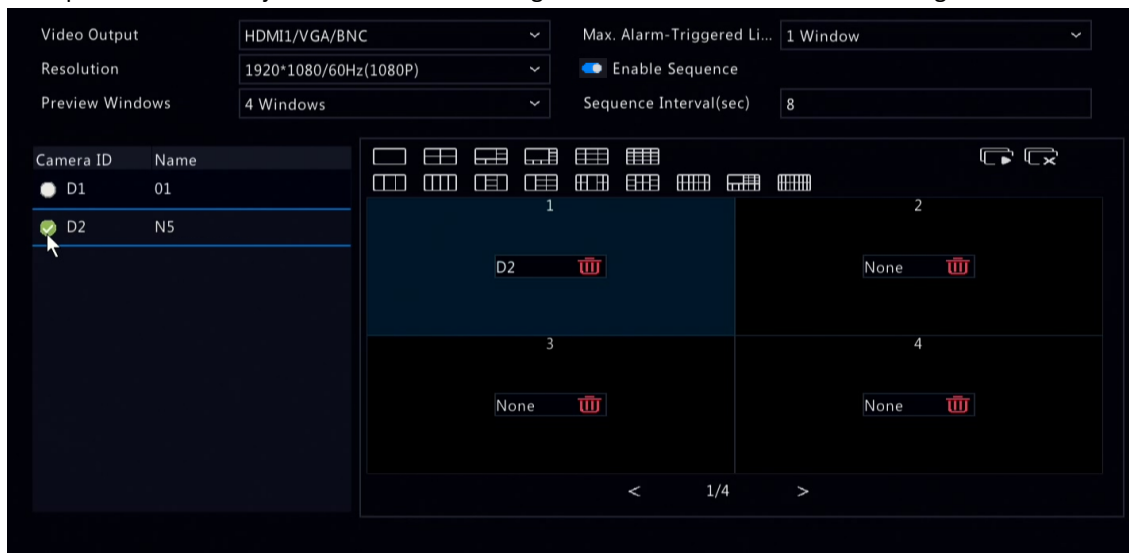 Video Output HDMI1/VGA/BNC Max. Alarm-Triggered Li... 1 Window
Resolution 1920*1080/60Hz(1080P) Enable Sequence
Preview Windows 4 Windows Sequence Interval(sec) 8
Camera ID Name
D1 01
D2 N5
1 2
D2 None
3 4
None None
< 1/4 >